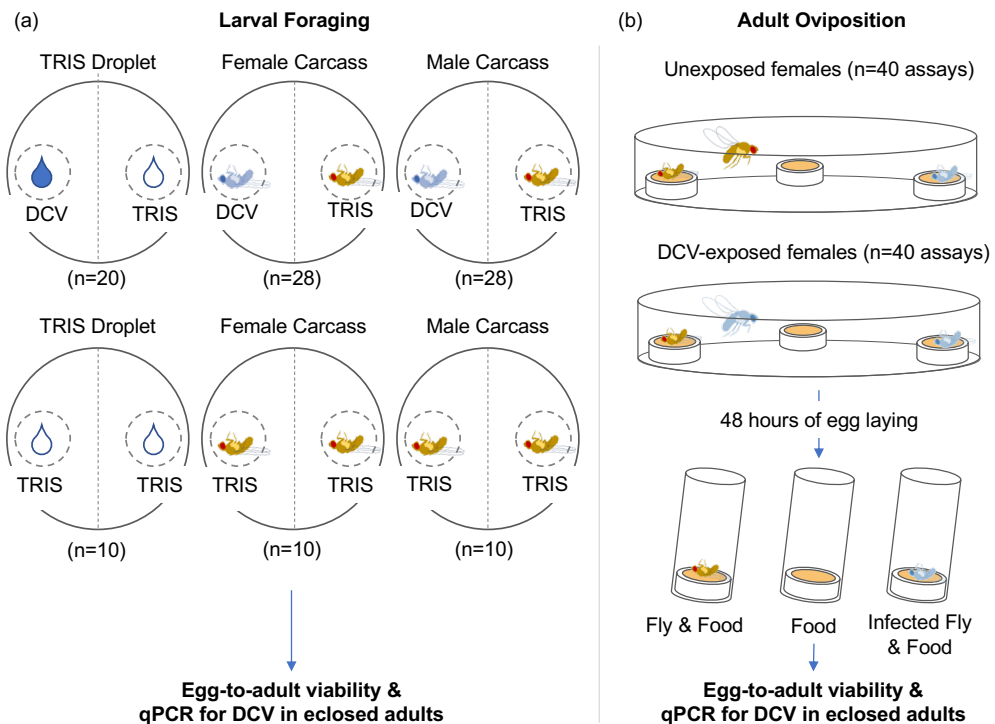 (a)
Larval Foraging
TRIS Droplet
Female Carcass
Male Carcass
DCV
TRIS
DCV
TRIS
DCV
TRIS
(n=20)
(n=28)
(n=28)
TRIS Droplet
Female Carcass
Male Carcass
TRIS
TRIS
TRIS
TRIS
TRIS
TRIS
(n=10)
(n=10)
(n=10)
Egg-to-adult viability &
qPCR for DCV in eclosed adults
(b)
Adult Oviposition
Unexposed females (n=40 assays)
DCV-exposed females (n=40 assays)
48 hours of egg laying
Fly & Food
Food
Infected Fly
& Food
Egg-to-adult viability &
qPCR for DCV in eclosed adults